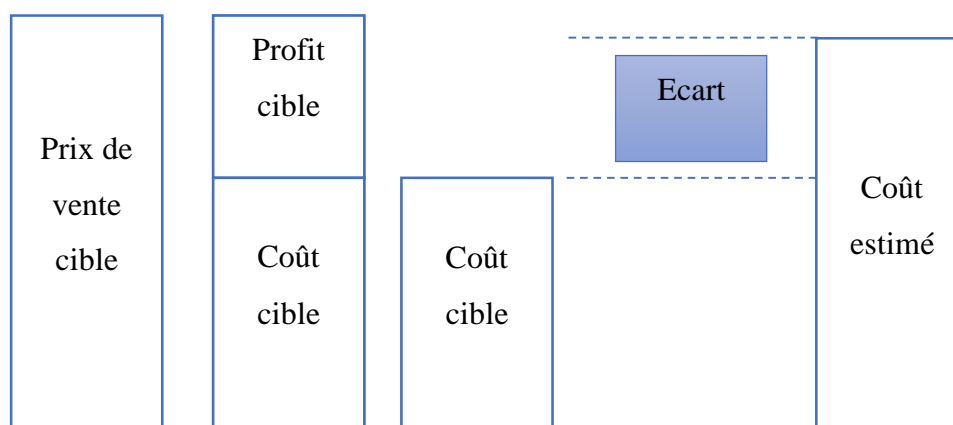 Prix de
vente
cible
Profit
cible
Coût
cible
Coût
cible
Ecart
Coût
estimé